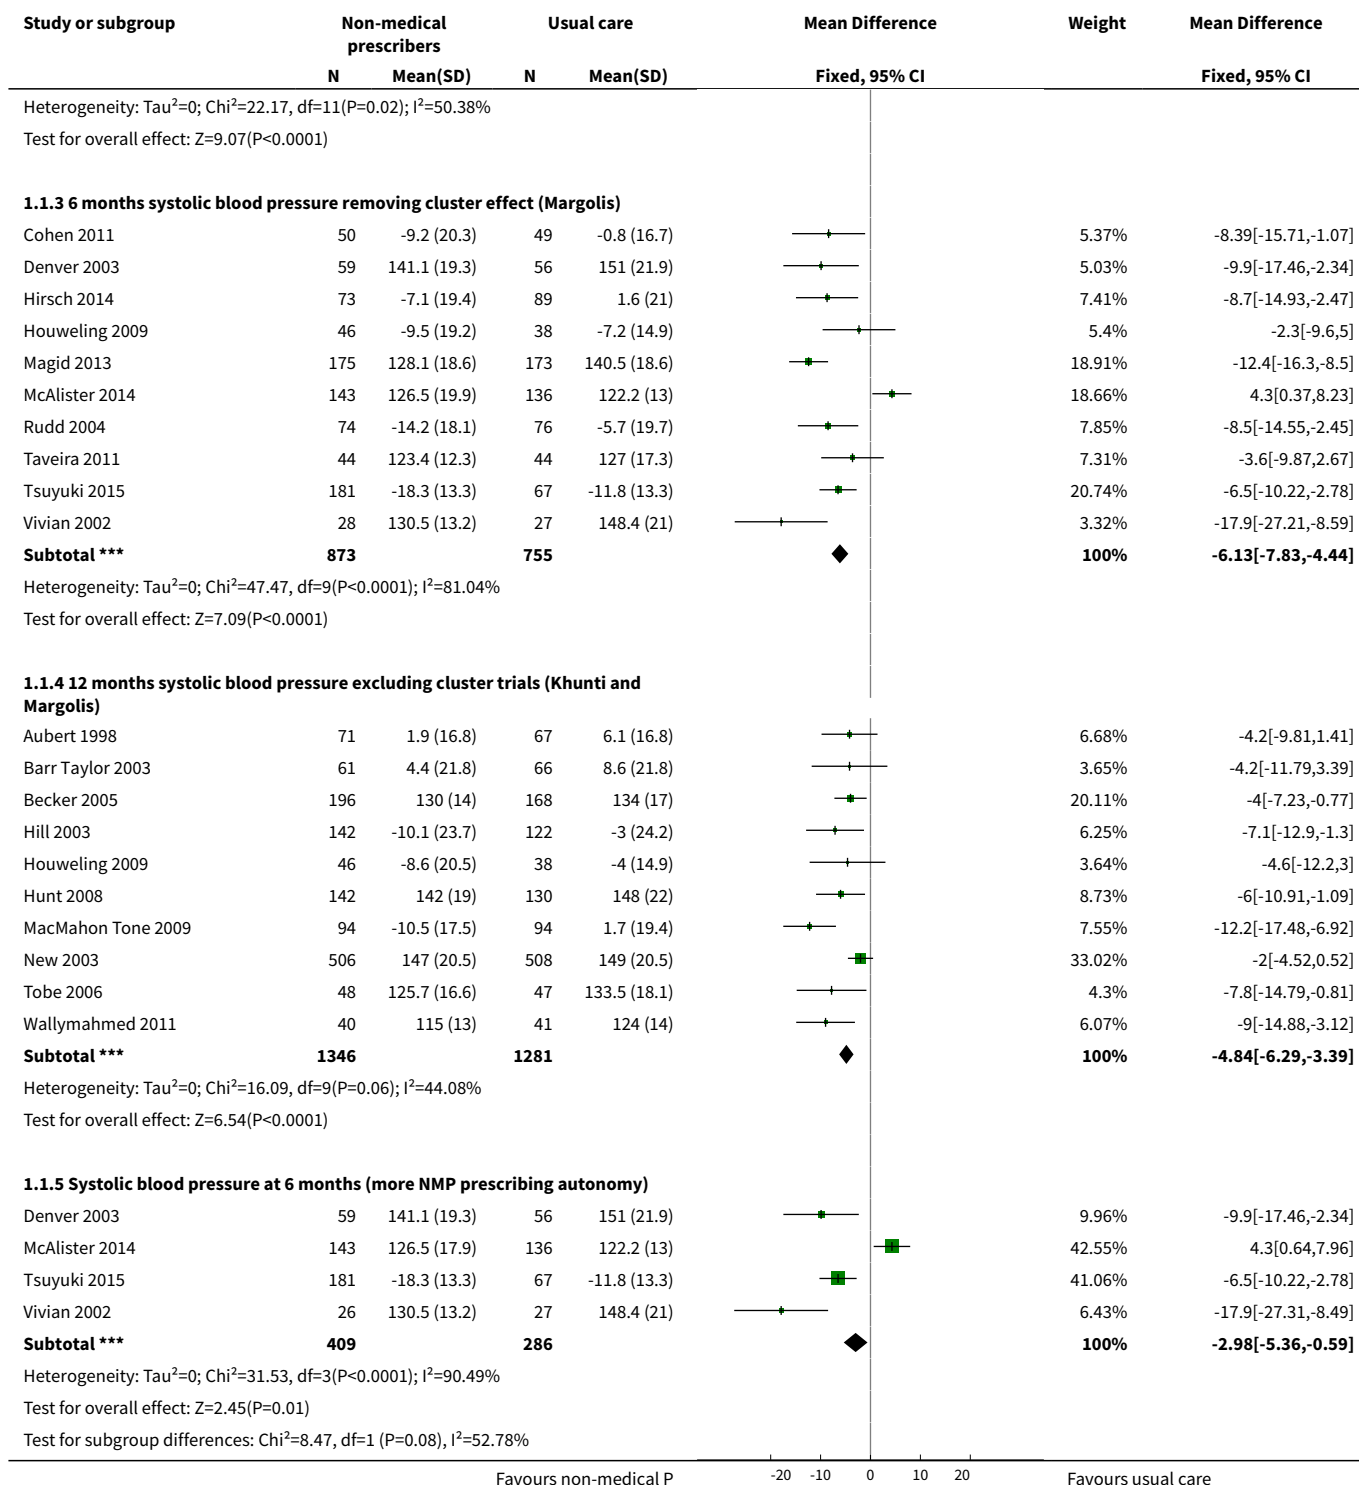 Study or subgroup Non-medical prescribers Usual care Mean Difference Weight Mean Difference
N Mean(SD) N Mean(SD) Fixed, 95% CI Fixed, 95% CI
Heterogeneity: Tau²=0; Chi²=22.17, df=11(P=0.02); I²=50.38%
Test for overall effect: Z=9.07(P<0.0001)
1.1.3 6 months systolic blood pressure removing cluster effect (Margolis)
Cohen 2011 50 -9.2 (20.3) 49 -0.8 (16.7) 5.37% -8.39[-15.71,-1.07]
Denver 2003 59 141.1 (19.3) 56 151 (21.9) 5.03% -9.9[-17.46,-2.34]
Hirsch 2014 73 -7.1 (19.4) 89 1.6 (21) 7.41% -8.7[-14.93,-2.47]
Houweling 2009 46 -9.5 (19.2) 38 -7.2 (14.9) 5.4% -2.3[-9.6,5]
Magid 2013 175 128.1 (18.6) 173 140.5 (18.6) 18.91% -12.4[-16.3,-8.5]
McAlister 2014 143 126.5 (19.9) 136 122.2 (13) 18.66% 4.3[0.37,8.23]
Rudd 2004 74 -14.2 (18.1) 76 -5.7 (19.7) 7.85% -8.5[-14.55,-2.45]
Taveira 2011 44 123.4 (12.3) 44 127 (17.3) 7.31% -3.6[-9.87,2.67]
Tsuyuki 2015 181 -18.3 (13.3) 67 -11.8 (13.3) 20.74% -6.5[-10.22,-2.78]
Vivian 2002 28 130.5 (13.2) 27 148.4 (21) 3.32% -17.9[-27.21,-8.59]
Subtotal *** 873 755 100% -6.13[-7.83,-4.44]
Heterogeneity: Tau²=0; Chi²=47.47, df=9(P<0.0001); I²=81.04%
Test for overall effect: Z=7.09(P<0.0001)
1.1.4 12 months systolic blood pressure excluding cluster trials (Khunti and
Margolis)
Aubert 1998 71 1.9 (16.8) 67 6.1 (16.8) 6.68% -4.2[-9.81,1.41]
Barr Taylor 2003 61 4.4 (21.8) 66 8.6 (21.8) 3.65% -4.2[-11.79,3.39]
Becker 2005 196 130 (14) 168 134 (17) 20.11% -4[-7.23,-0.77]
Hill 2003 142 -10.1 (23.7) 122 -3 (24.2) 6.25% -7.1[-12.9,-1.3]
Houweling 2009 46 -8.6 (20.5) 38 -4 (14.9) 3.64% -4.6[-12.2,3]
Hunt 2008 142 142 (19) 130 148 (22) 8.73% -6[-10.91,-1.09]
MacMahon Tone 2009 94 -10.5 (17.5) 94 1.7 (19.4) 7.55% -12.2[-17.48,-6.92]
New 2003 506 147 (20.5) 508 149 (20.5) 33.02% -2[-4.52,0.52]
Tobe 2006 48 125.7 (16.6) 47 133.5 (18.1) 4.3% -7.8[-14.79,-0.81]
Wallymahmed 2011 40 115 (13) 41 124 (14) 6.07% -9[-14.88,-3.12]
Subtotal *** 1346 1281 100% -4.84[-6.29,-3.39]
Heterogeneity: Tau²=0; Chi²=16.09, df=9(P=0.06); I²=44.08%
Test for overall effect: Z=6.54(P<0.0001)
1.1.5 Systolic blood pressure at 6 months (more NMP prescribing autonomy)
Denver 2003 59 141.1 (19.3) 56 151 (21.9) 9.96% -9.9[-17.46,-2.34]
McAlister 2014 143 126.5 (17.9) 136 122.2 (13) 42.55% 4.3[0.64,7.96]
Tsuyuki 2015 181 -18.3 (13.3) 67 -11.8 (13.3) 41.06% -6.5[-10.22,-2.78]
Vivian 2002 26 130.5 (13.2) 27 148.4 (21) 6.43% -17.9[-27.31,-8.49]
Subtotal *** 409 286 100% -2.98[-5.36,-0.59]
Heterogeneity: Tau²=0; Chi²=31.53, df=3(P<0.0001); I²=90.49%
Test for overall effect: Z=2.45(P=0.01)
Test for subgroup differences: Chi²=8.47, df=1 (P=0.08), I²=52.78%
Favours non-medical P -20 -10 0 10 20 Favours usual care